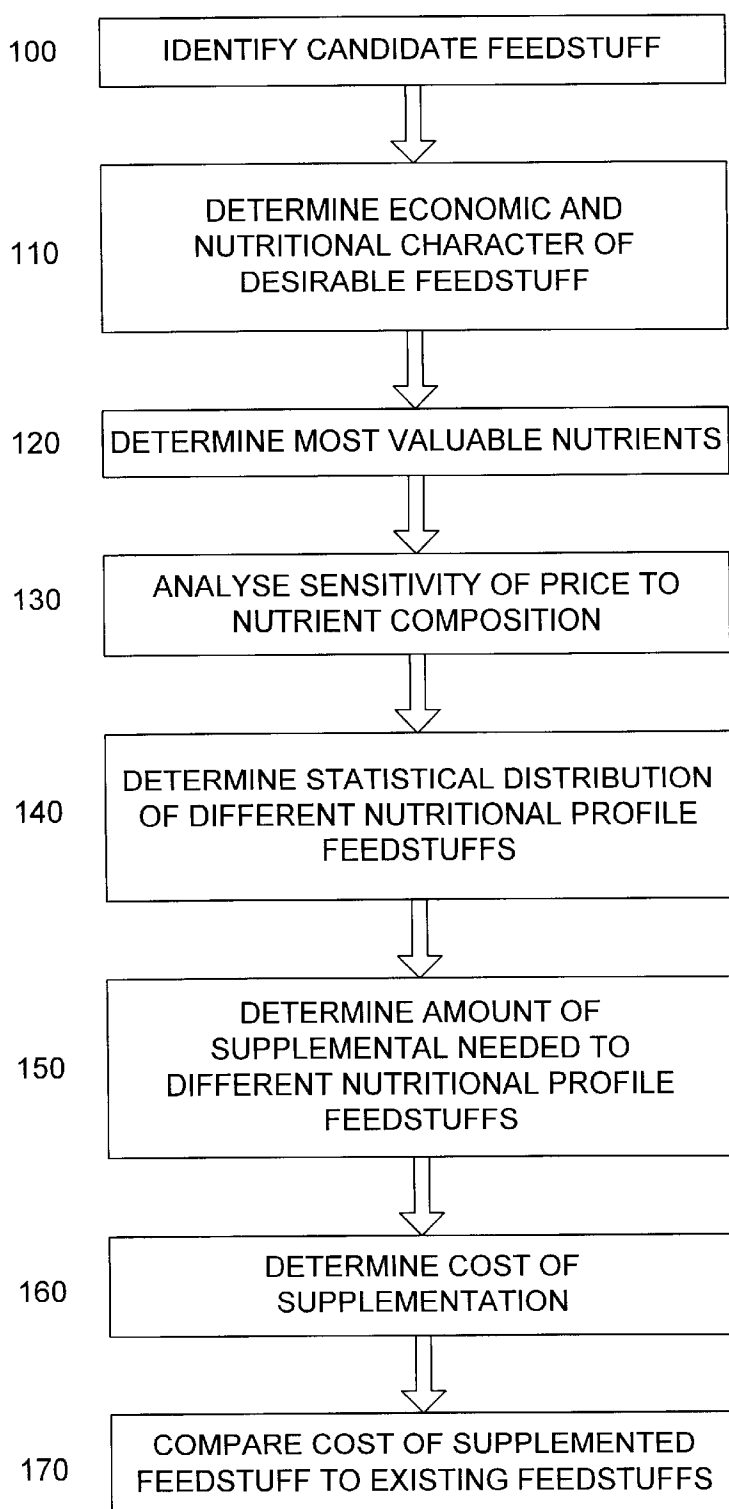 100 IDENTIFY CANDIDATE FEEDSTUFF
DETERMINE ECONOMIC AND
110 NUTRITIONAL CHARACTER OF
DESIRABLE FEEDSTUFF
120 DETERMINE MOST VALUABLE NUTRIENTS
130 ANALYSE SENSITIVITY OF PRICE TO
NUTRIENT COMPOSITION
DETERMINE STATISTICAL DISTRIBUTION
140 OF DIFFERENT NUTRITIONAL PROFILE
FEEDSTUFFS
DETERMINE AMOUNT OF
SUPPLEMENTAL NEEDED TO
150 DIFFERENT NUTRITIONAL PROFILE
FEEDSTUFFS
DETERMINE COST OF
160 SUPPLEMENTATION
COMPARE COST OF SUPPLEMENTED
170 FEEDSTUFF TO EXISTING FEEDSTUFFS